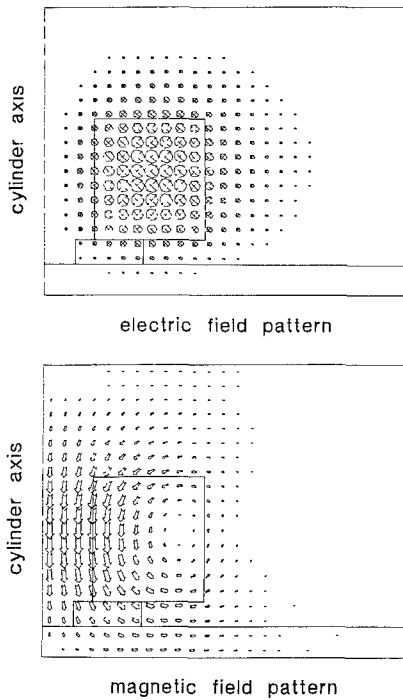 cylinder axis
electric field pattern
cylinder axis
magnetic field pattern